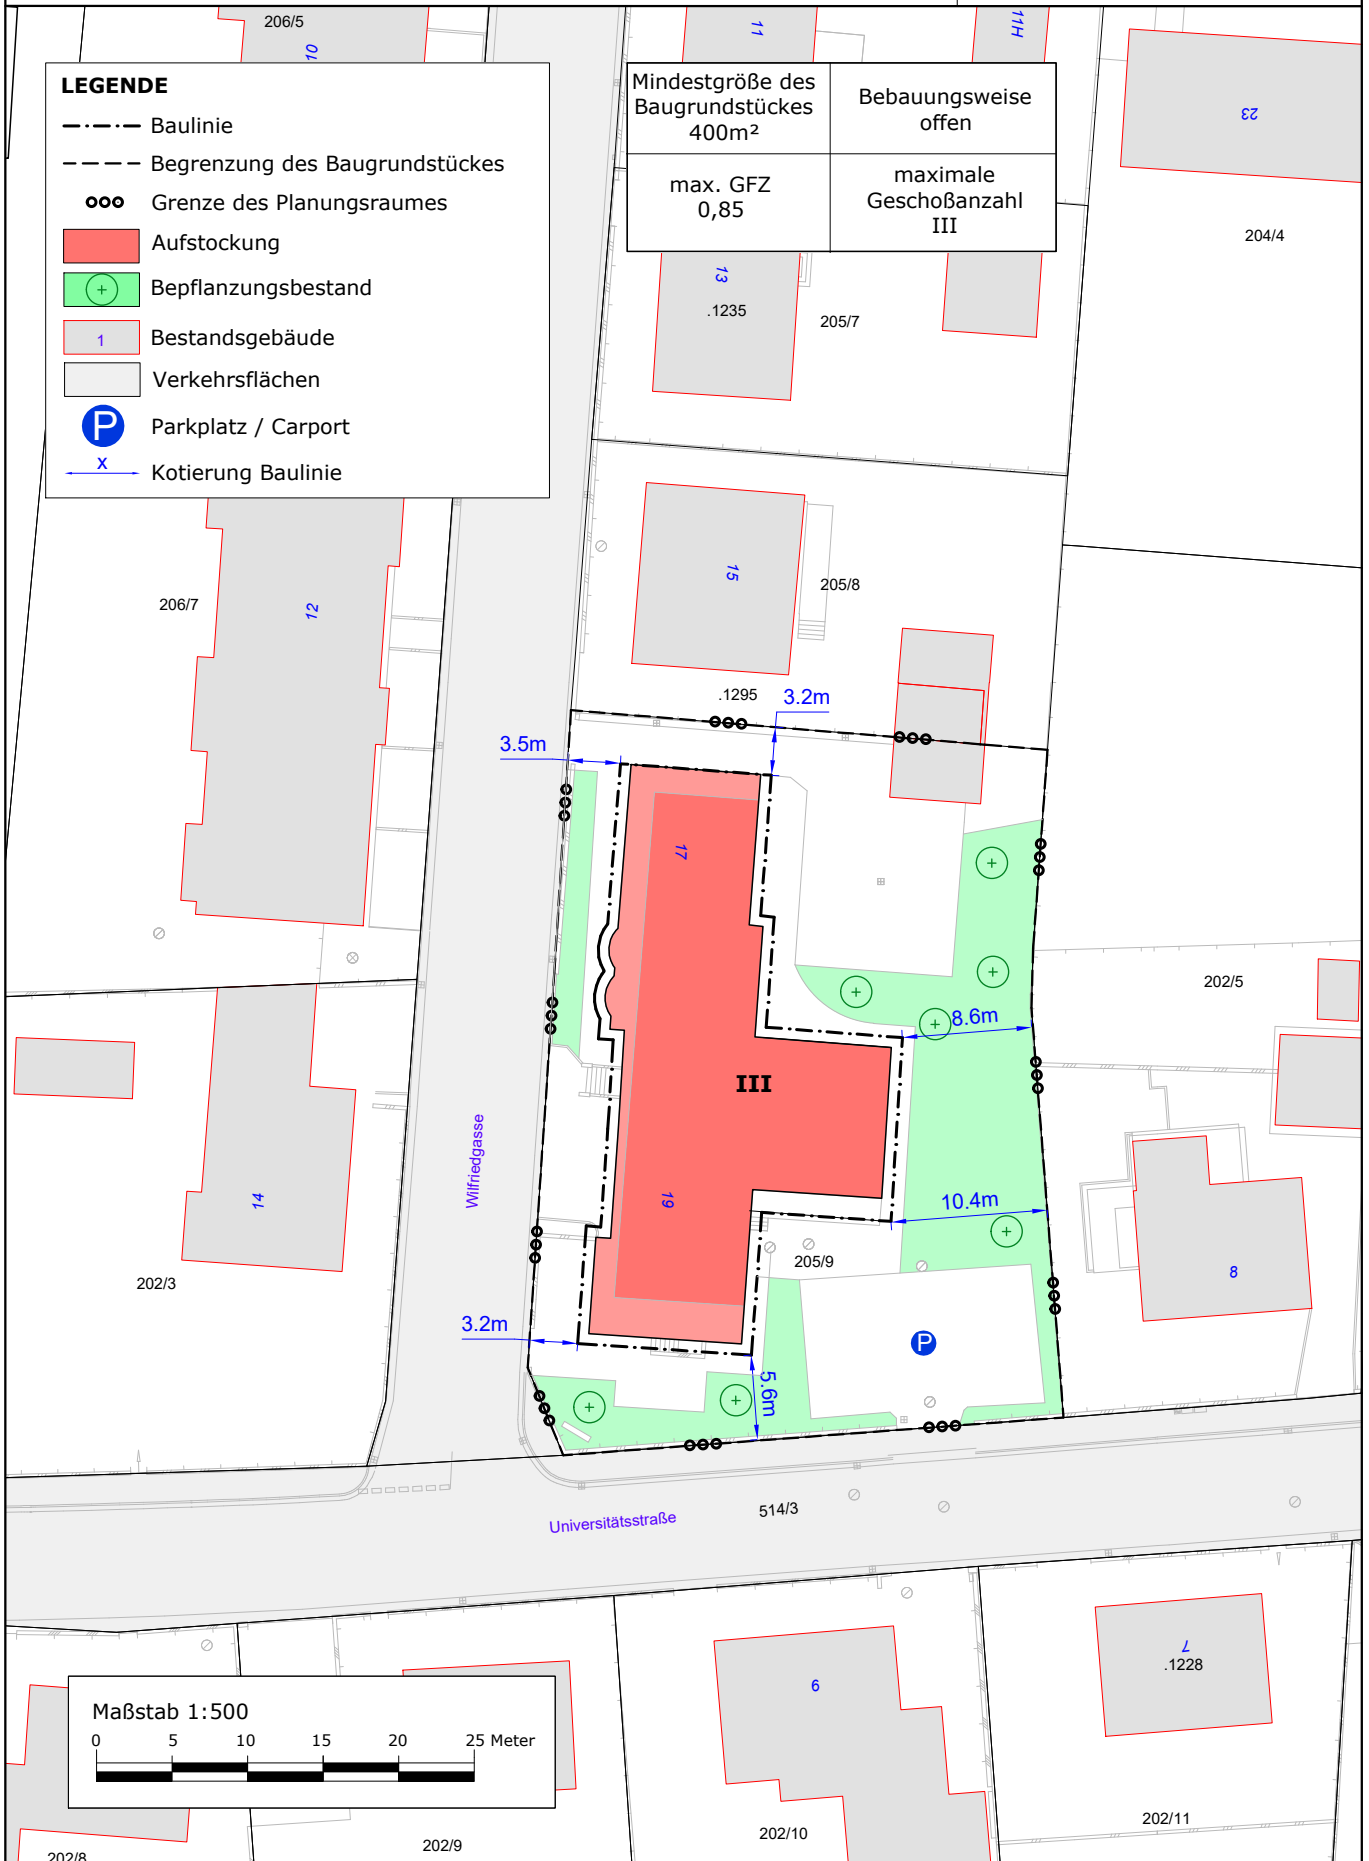 206/5
10
11
11H
23
LEGENDE
Baulinie
Begrenzung des Baugrundstückes
Grenze des Planungsraumes
Aufstockung
Bepflanzungsbestand
1
Bestandsgebäude
Verkehrsflächen
P
Parkplatz / Carport
x
Kotierung Baulinie
Mindestgröße des
Baugrundstückes
400m²
Bebauungsweise
offen
max. GFZ
0,85
maximale
Geschoßanzahl
III
204/4
13
.1235
205/7
15
205/8
206/7
12
.1295
3.2m
3.5m
17
202/5
8.6m
III
Wilfriedgasse
14
19
10.4m
205/9
202/3
8
3.2m
P
5.6m
Universitätsstraße
514/3
7
.1228
6
Maßstab 1:500
0 5 10 15 20 25 Meter
202/8
202/9
202/10
202/11